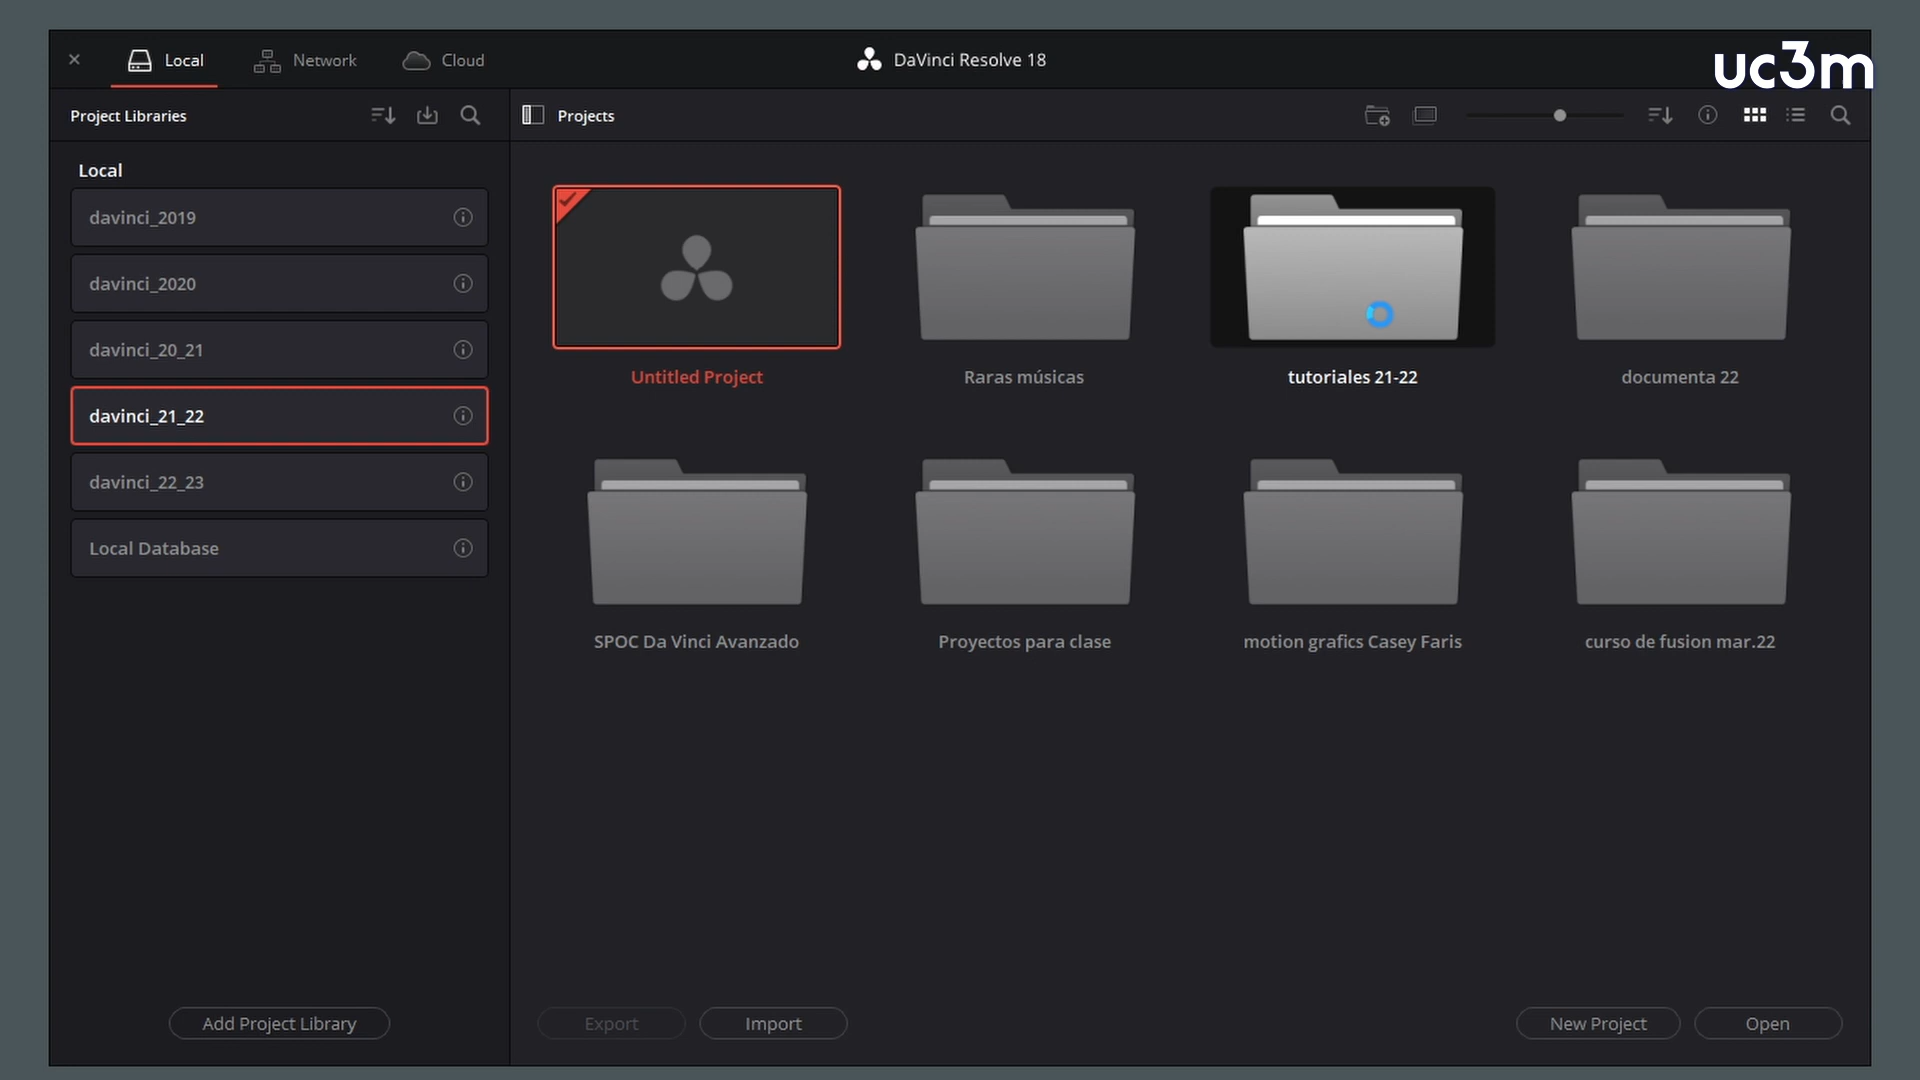 Local
Network
Cloud
DaVinci Resolve 18
uc3m
Project Libraries
Projects
Local
davinci_2019
davinci_2020
davinci_20_21
davinci_21_22
davinci_22_23
Local Database
Untitled Project
Raras músicas
tutoriales 21-22
documenta 22
SPOC Da Vinci Avanzado
Proyectos para clase
motion grafics Casey Faris
curso de fusion mar.22
Add Project Library
Export
Import
New Project
Open